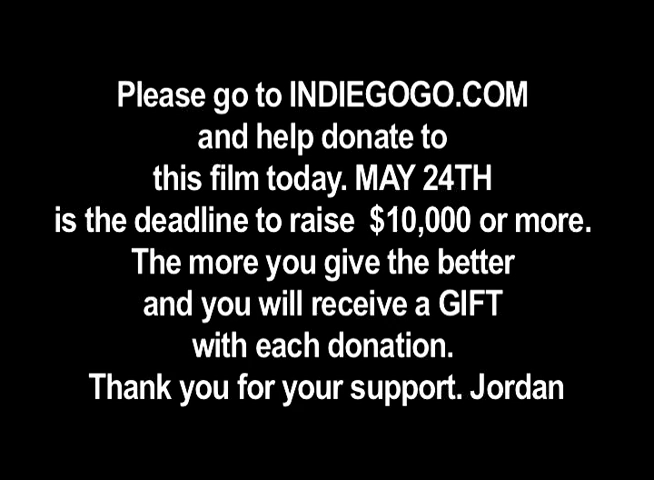 Please go to INDIEGOGO.COM
and help donate to
this film today. MAY 24TH
is the deadline to raise  $10,000 or more.
The more you give the better
and you will receive a GIFT
with each donation.
Thank you for your support. Jordan